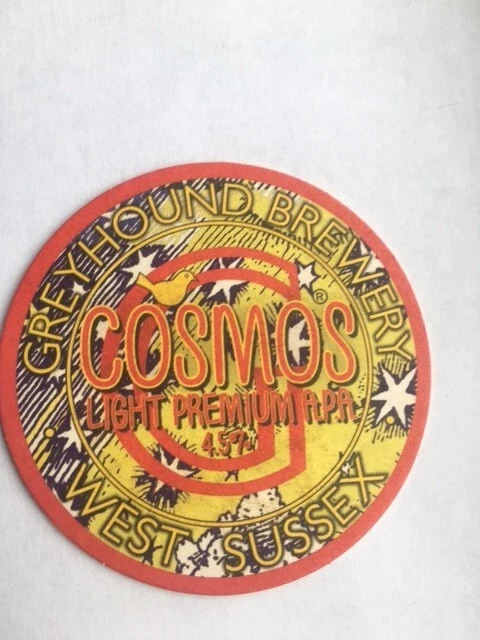 GREYHOUND BREWERY
COSMOS®
LIGHT PREMIUM A.P.A.
4.5%
WEST SUSSEX